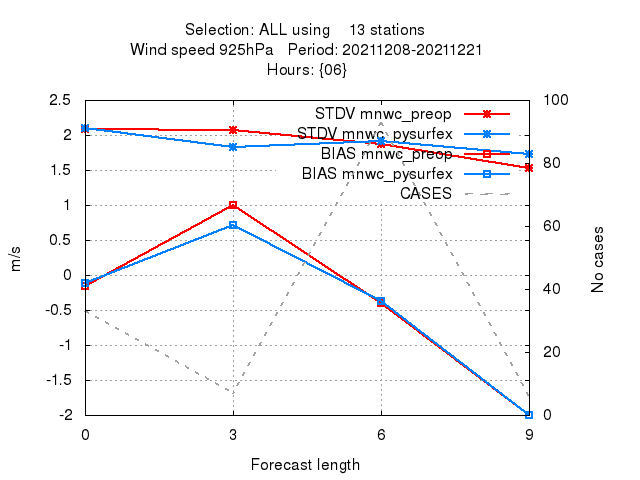 Selection: ALL using 13 stations
Wind speed 925hPa Period: 20211208-20211221
Hours: {06}
2.5
2
1.5
1
0.5
0
-0.5
-1
-1.5
-2
100
80
60
40
20
0
STDV mnwc_preop
STDV mnwc_pysurfex
BIAS mnwc_preop
BIAS mnwc_pysurfex
CASES
m/s
No cases
0 3 6 9
Forecast length